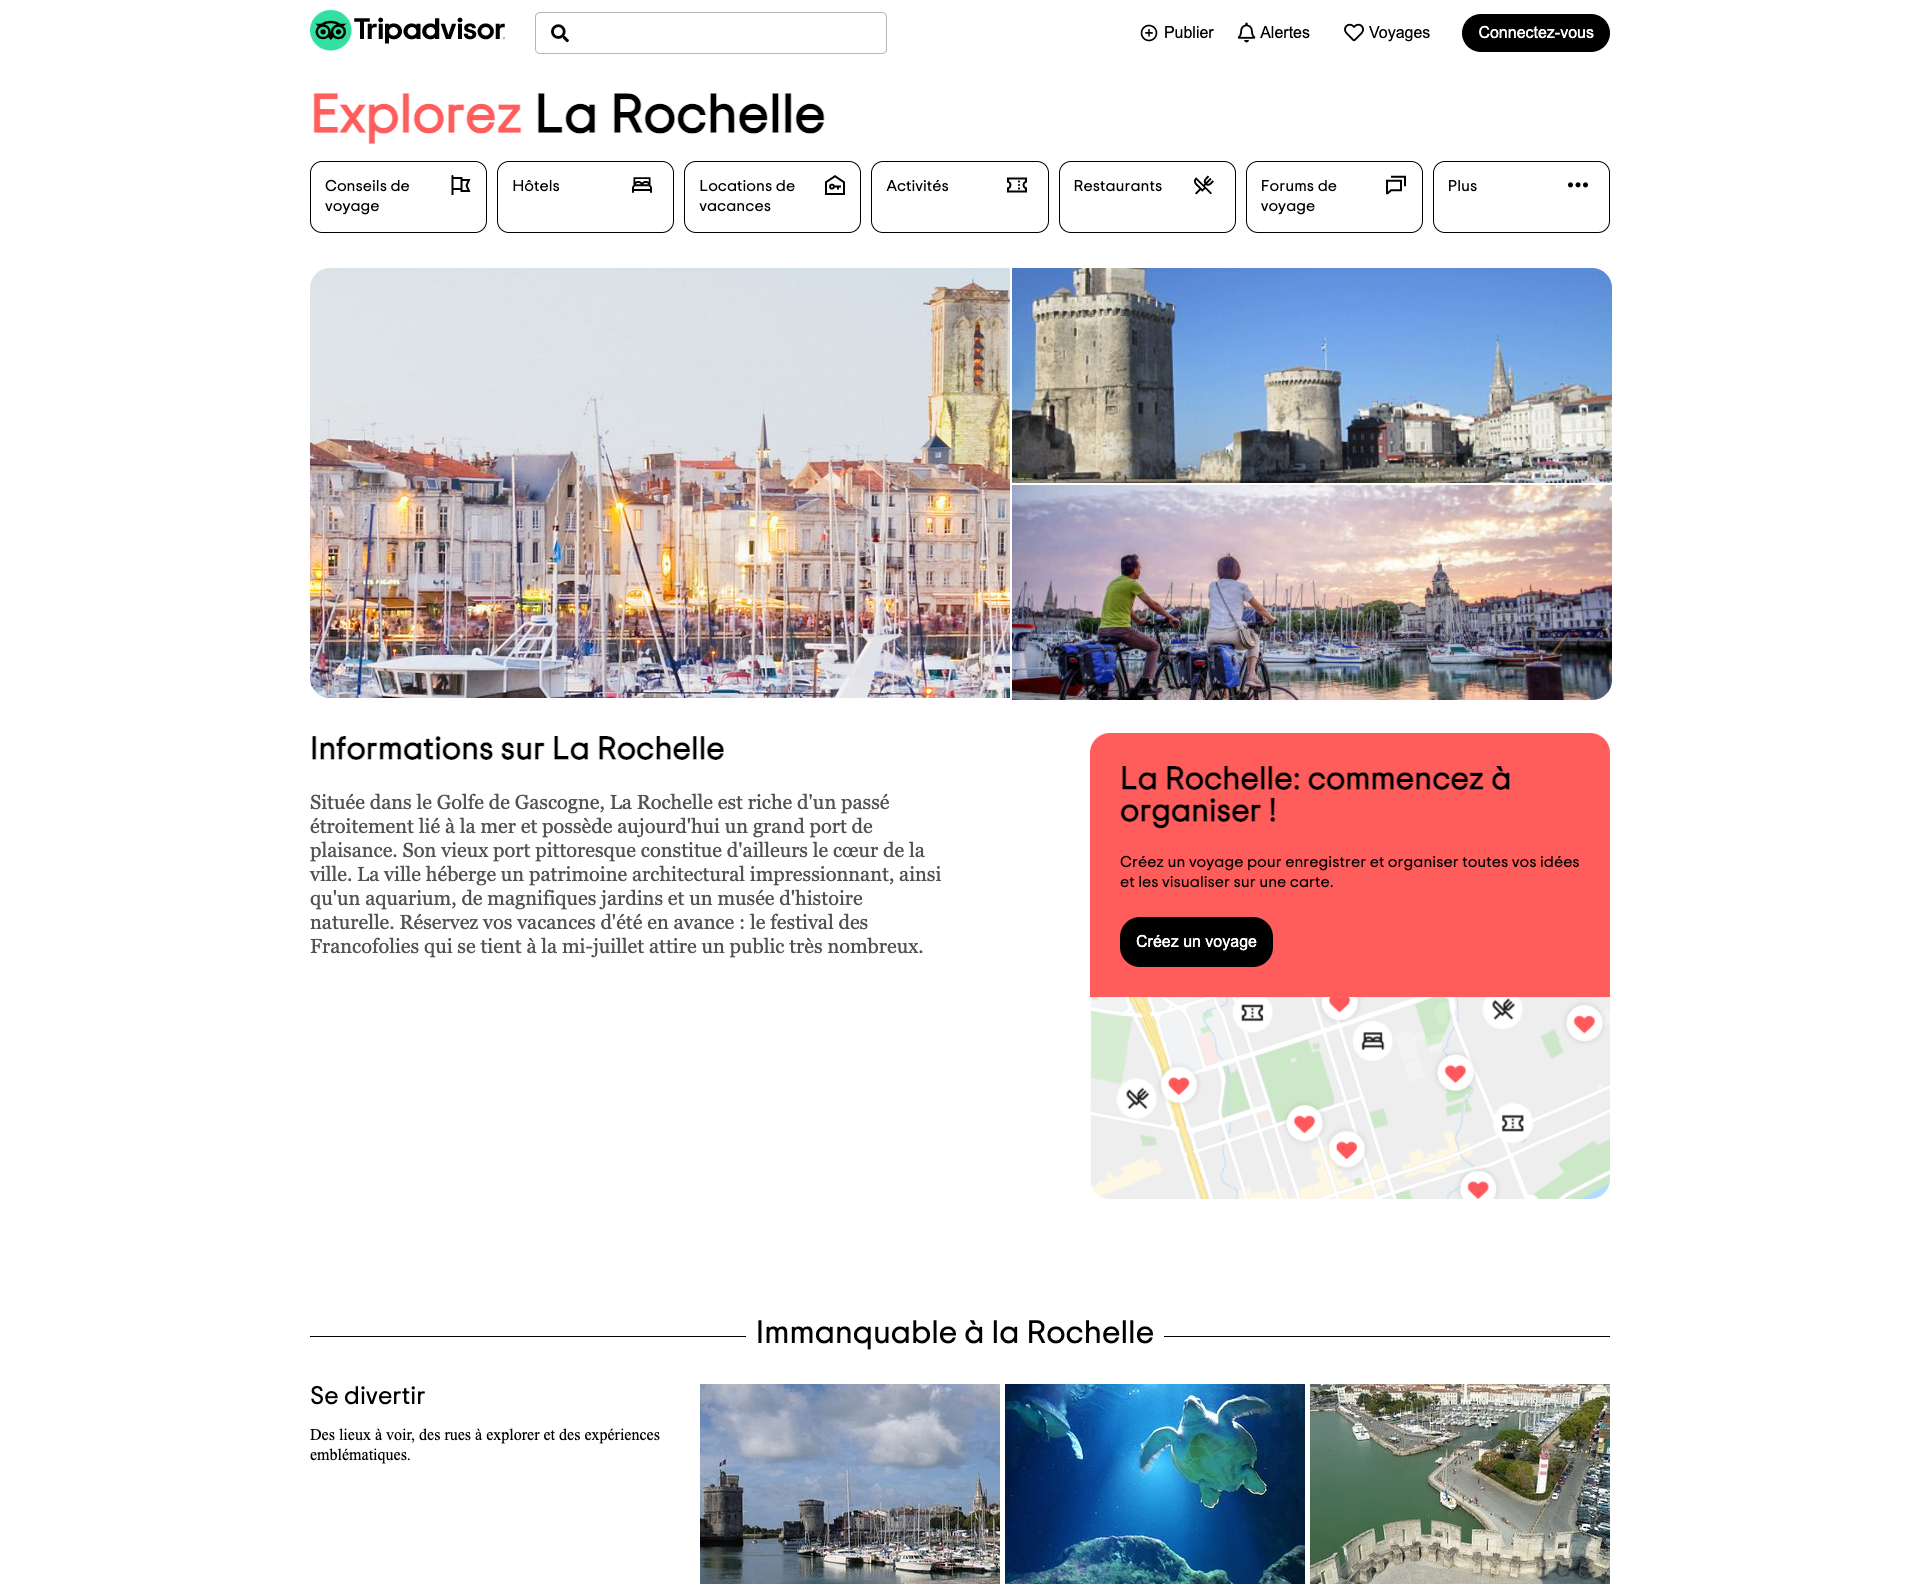 Tripadvisor
Publier
Alertes
Voyages
Connectez-vous
Explorez La Rochelle
Conseils de
voyage
Hôtels
Locations de
vacances
Activités
Restaurants
Forums de
voyage
Plus
Informations sur La Rochelle
Située dans le Golfe de Gascogne, La Rochelle est riche d'un passé
étroitement lié à la mer et possède aujourd'hui un grand port de
plaisance. Son vieux port pittoresque constitue d'ailleurs le cœur de la
ville. La ville héberge un patrimoine architectural impressionnant, ainsi
qu'un aquarium, de magnifiques jardins et un musée d'histoire
naturelle. Réservez vos vacances d'été en avance : le festival des
Francofolies qui se tient à la mi-juillet attire un public très nombreux.
La Rochelle: commencez à
organiser !
Créez un voyage pour enregistrer et organiser toutes vos idées
et les visualiser sur une carte.
Créez un voyage
Immanquable à la Rochelle
Se divertir
Des lieux à voir, des rues à explorer et des expériences
emblématiques.